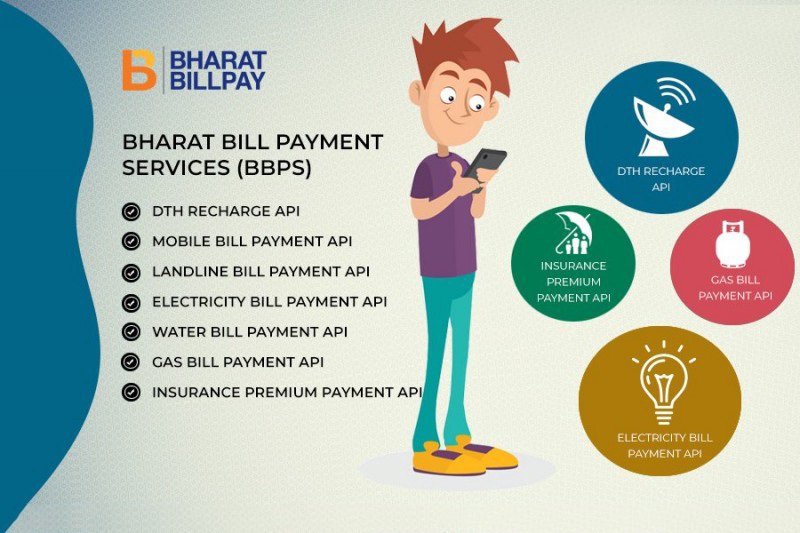 BHARAT
BILLPAY
BHARAT BILL PAYMENT
SERVICES (BBPS)
DTH RECHARGE API
MOBILE BILL PAYMENT API
LANDLINE BILL PAYMENT API
ELECTRICITY BILL PAYMENT API
WATER BILL PAYMENT API
GAS BILL PAYMENT API
INSURANCE PREMIUM PAYMENT API
DTH RECHARGE
API
INSURANCE
PREMIUM
PAYMENT API
GAS BILL
PAYMENT API
ELECTRICITY BILL
PAYMENT API